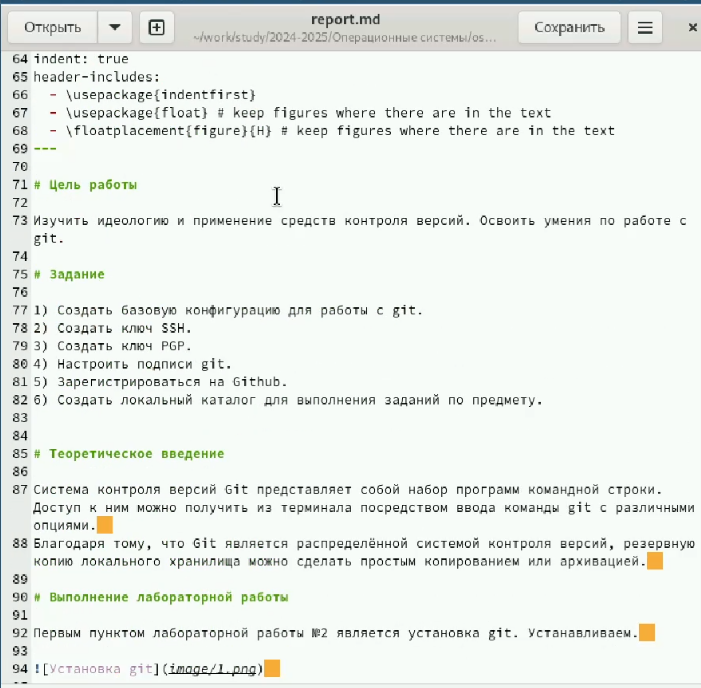 Открыть
report.md
~/work/study/2024-2025/Операционные системы/os…
Сохранить
64 indent: true
65 header-includes:
66   - \usepackage{indentfirst}
67   - \usepackage{float} # keep figures where there are in the text
68   - \floatplacement{figure}{H} # keep figures where there are in the text
69 ---
70
71 # Цель работы
72
73 Изучить идеологию и применение средств контроля версий. Освоить умения по работе с
git.
74
75 # Задание
76
77 1) Создать базовую конфигурацию для работы с git.
78 2) Создать ключ SSH.
79 3) Создать ключ PGP.
80 4) Настроить подписи git.
81 5) Зарегистрироваться на Github.
82 6) Создать локальный каталог для выполнения заданий по предмету.
83
84
85 # Теоретическое введение
86
87 Система контроля версий Git представляет собой набор программ командной строки.
Доступ к ним можно получить из терминала посредством ввода команды git с различными
опциями.
88 Благодаря тому, что Git является распределённой системой контроля версий, резервную
копию локального хранилища можно сделать простым копированием или архивацией.
89
90 # Выполнение лабораторной работы
91
92 Первым пунктом лабораторной работы №2 является установка git. Устанавливаем.
93
94 ![Установка git](image/1.png)